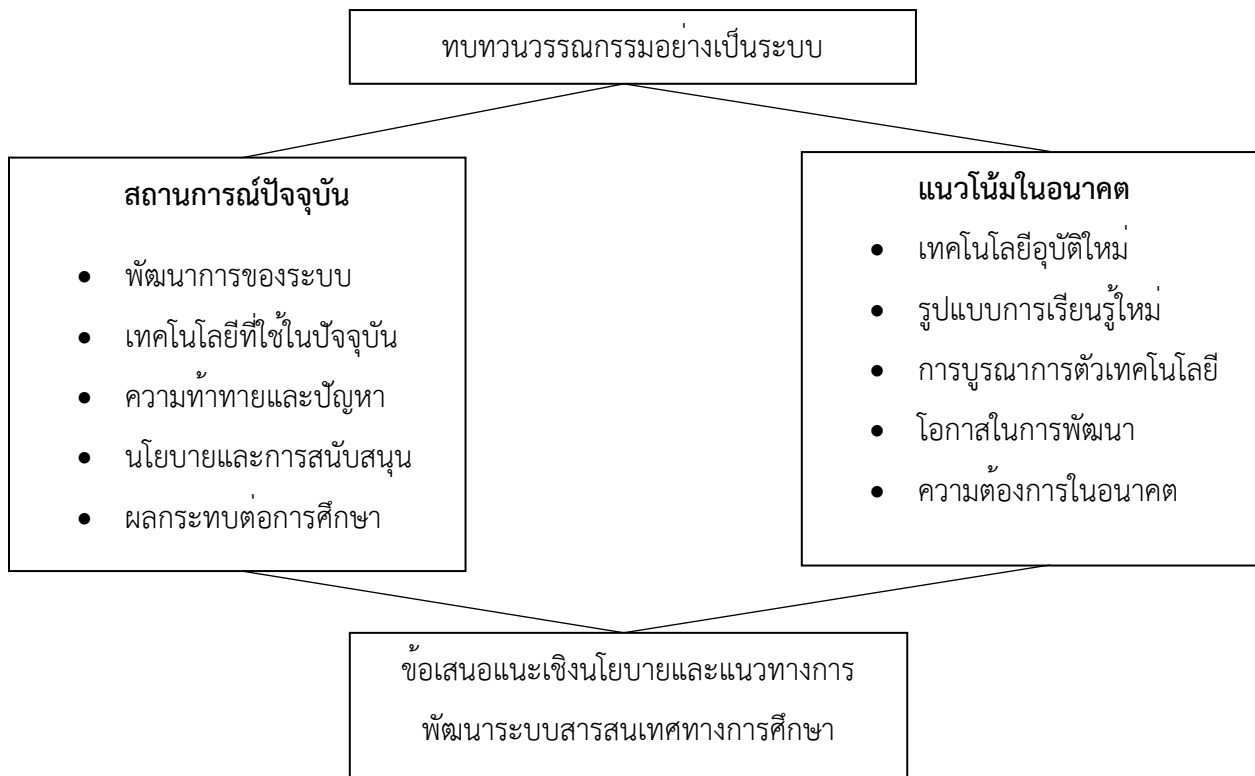 ทบทวนวรรณกรรมอย่างเป็นระบบ
สถานการณ์ปัจจุบัน
• พัฒนาการของระบบ
• เทคโนโลยีที่ใช้ในปัจจุบัน
• ความท้าทายและปัญหา
• นโยบายและการสนับสนุน
• ผลกระทบต่อการศึกษา
แนวโน้มในอนาคต
• เทคโนโลยีอุบัติใหม่
• รูปแบบการเรียนรู้ใหม่
• การบูรณาการตัวเทคโนโลยี
• โอกาสในการพัฒนา
• ความต้องการในอนาคต
ข้อเสนอแนะเชิงนโยบายและแนวทางการ
พัฒนาระบบสารสนเทศทางการศึกษา